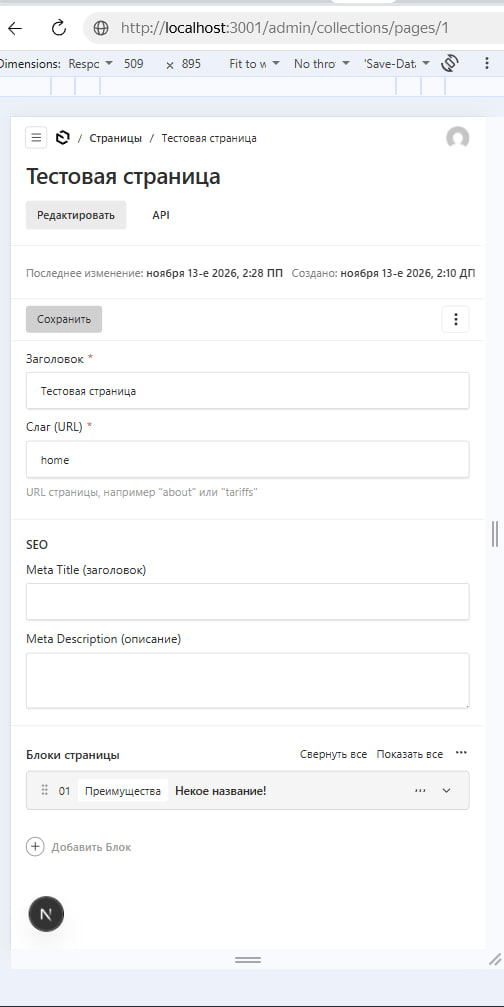 http://localhost:3001/admin/collections/pages/1
Dimensions: Respc 509 x 895 Fit to w No thro 'Save-Data
/ Страницы / Тестовая страница
Тестовая страница
Редактировать API
Последнее изменение: ноября 13-е 2026, 2:28 ПП Создано: ноября 13-е 2026, 2:10 ДП
Сохранить
Заголовок *
Тестовая страница
Слаг (URL) *
home
URL страницы, например "about" или "tariffs"
SEO
Meta Title (заголовок)
Meta Description (описание)
Блоки страницы Свернуть все Показать все
01 Преимущества Некое название!
Добавить Блок
N